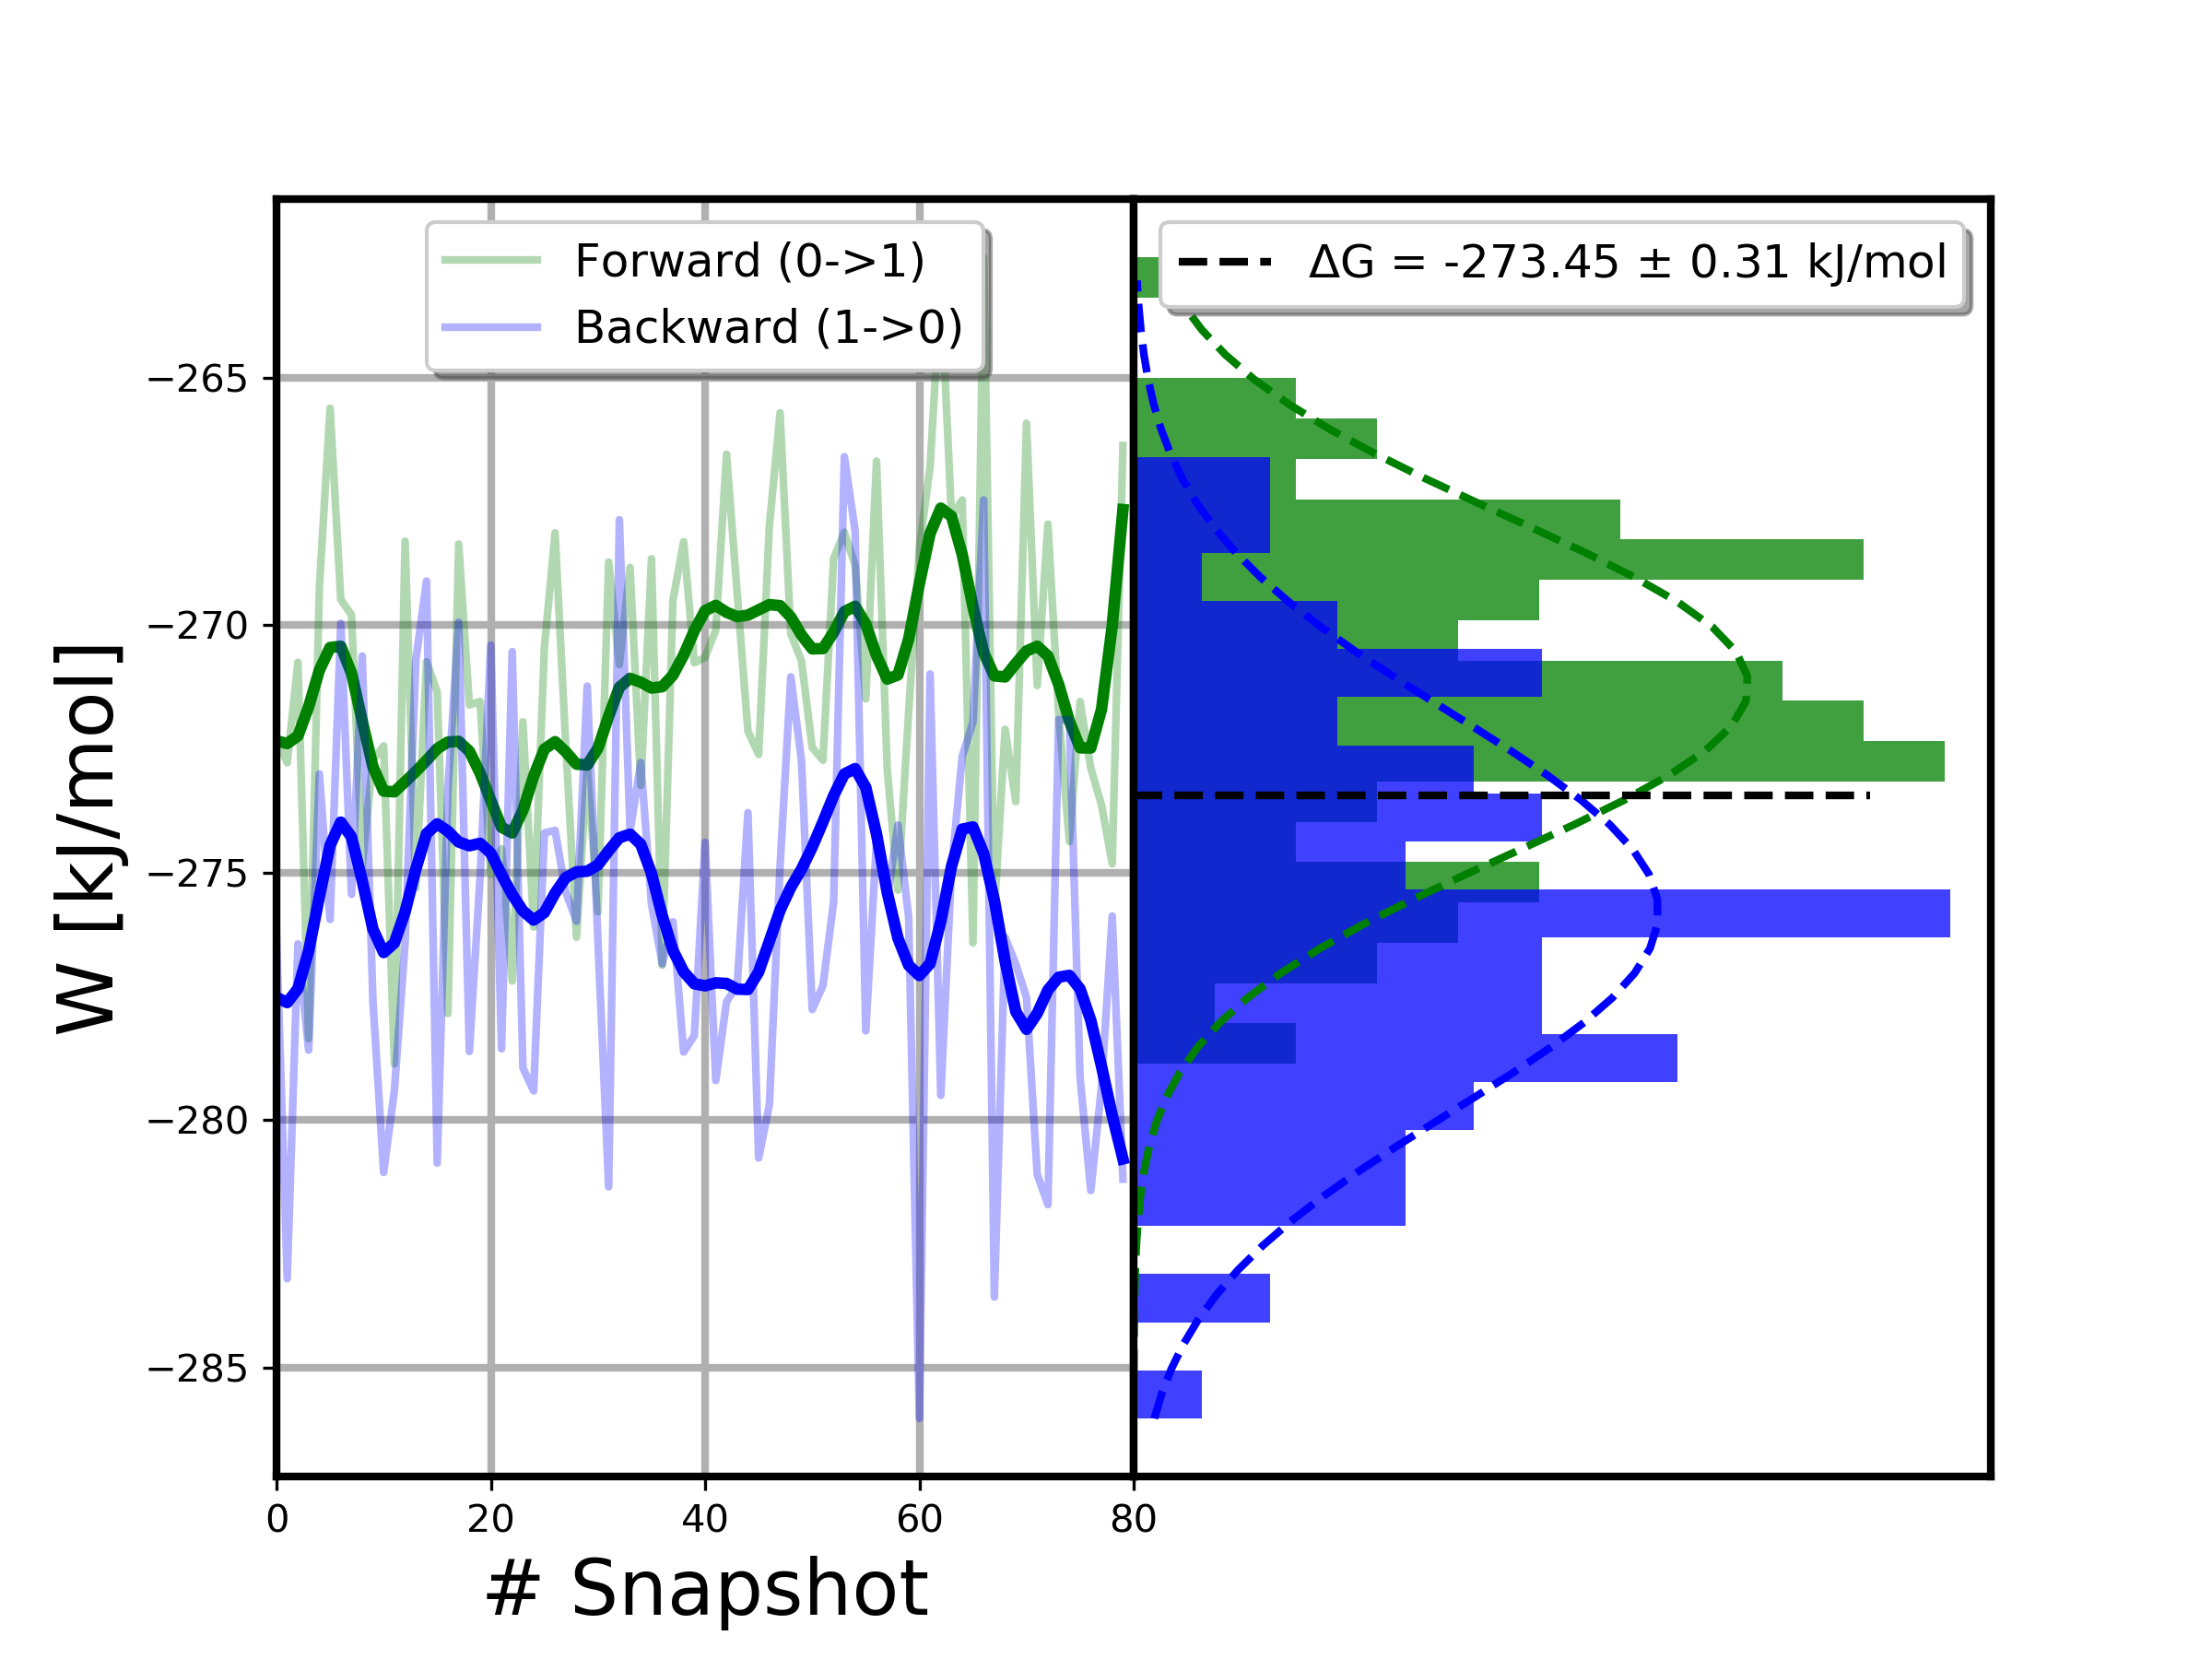 Forward (0->1)
Backward (1->0)
ΔG = -273.45 ± 0.31 kJ/mol
W [kJ/mol]
−265
−270
−275
−280
−285
0 20 40 60 80
# Snapshot